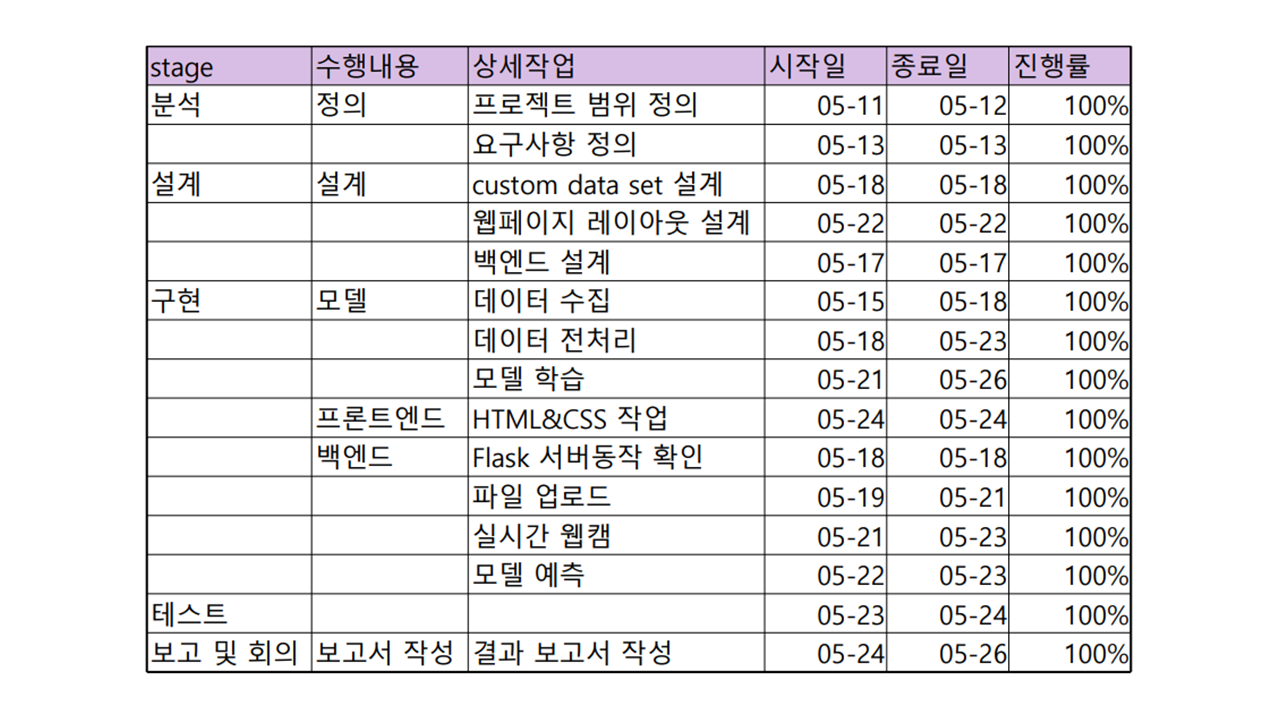 stage 수행내용 상세작업 시작일 종료일 진행률
분석 정의 프로젝트 범위 정의 05-11 05-12 100%
요구사항 정의 05-13 05-13 100%
설계 설계 custom data set 설계 05-18 05-18 100%
웹페이지 레이아웃 설계 05-22 05-22 100%
백엔드 설계 05-17 05-17 100%
구현 모델 데이터 수집 05-15 05-18 100%
데이터 전처리 05-18 05-23 100%
모델 학습 05-21 05-26 100%
프론트엔드 HTML&CSS 작업 05-24 05-24 100%
백엔드 Flask 서버동작 확인 05-18 05-18 100%
파일 업로드 05-19 05-21 100%
실시간 웹캠 05-21 05-23 100%
모델 예측 05-22 05-23 100%
테스트 05-23 05-24 100%
보고 및 회의 보고서 작성 결과 보고서 작성 05-24 05-26 100%